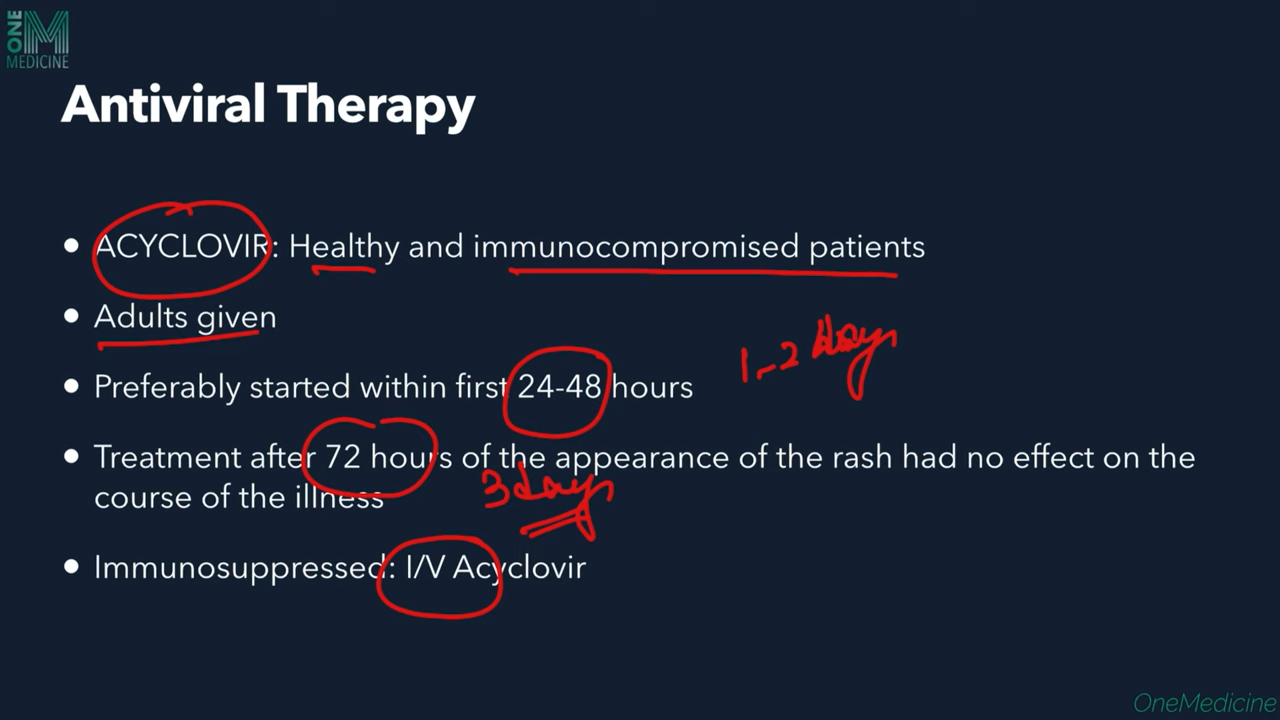 ONE
MEDICINE
Antiviral Therapy
• ACYCLOVIR: Healthy and immunocompromised patients
• Adults given
• Preferably started within first 24-48 hours
1-2 days
• Treatment after 72 hours of the appearance of the rash had no effect on the
course of the illness
3 days
• Immunosuppressed: I/V Acyclovir
OneMedicine